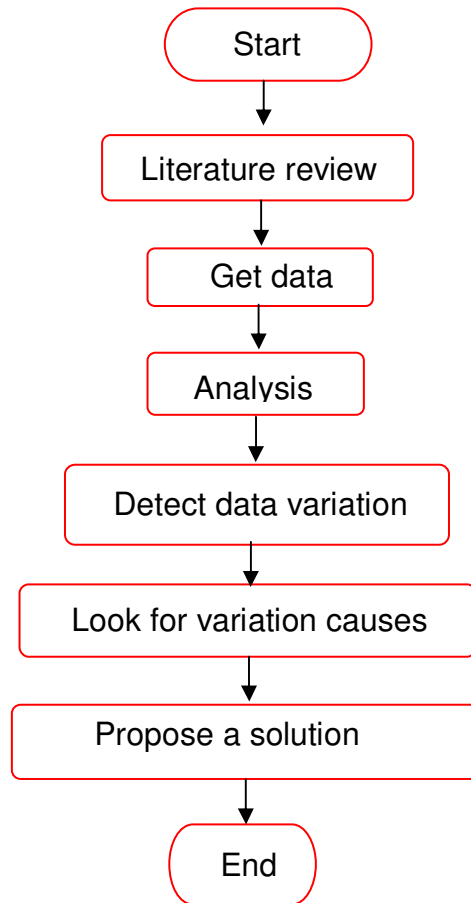 Start
Literature review
Get data
Analysis
Detect data variation
Look for variation causes
Propose a solution
End